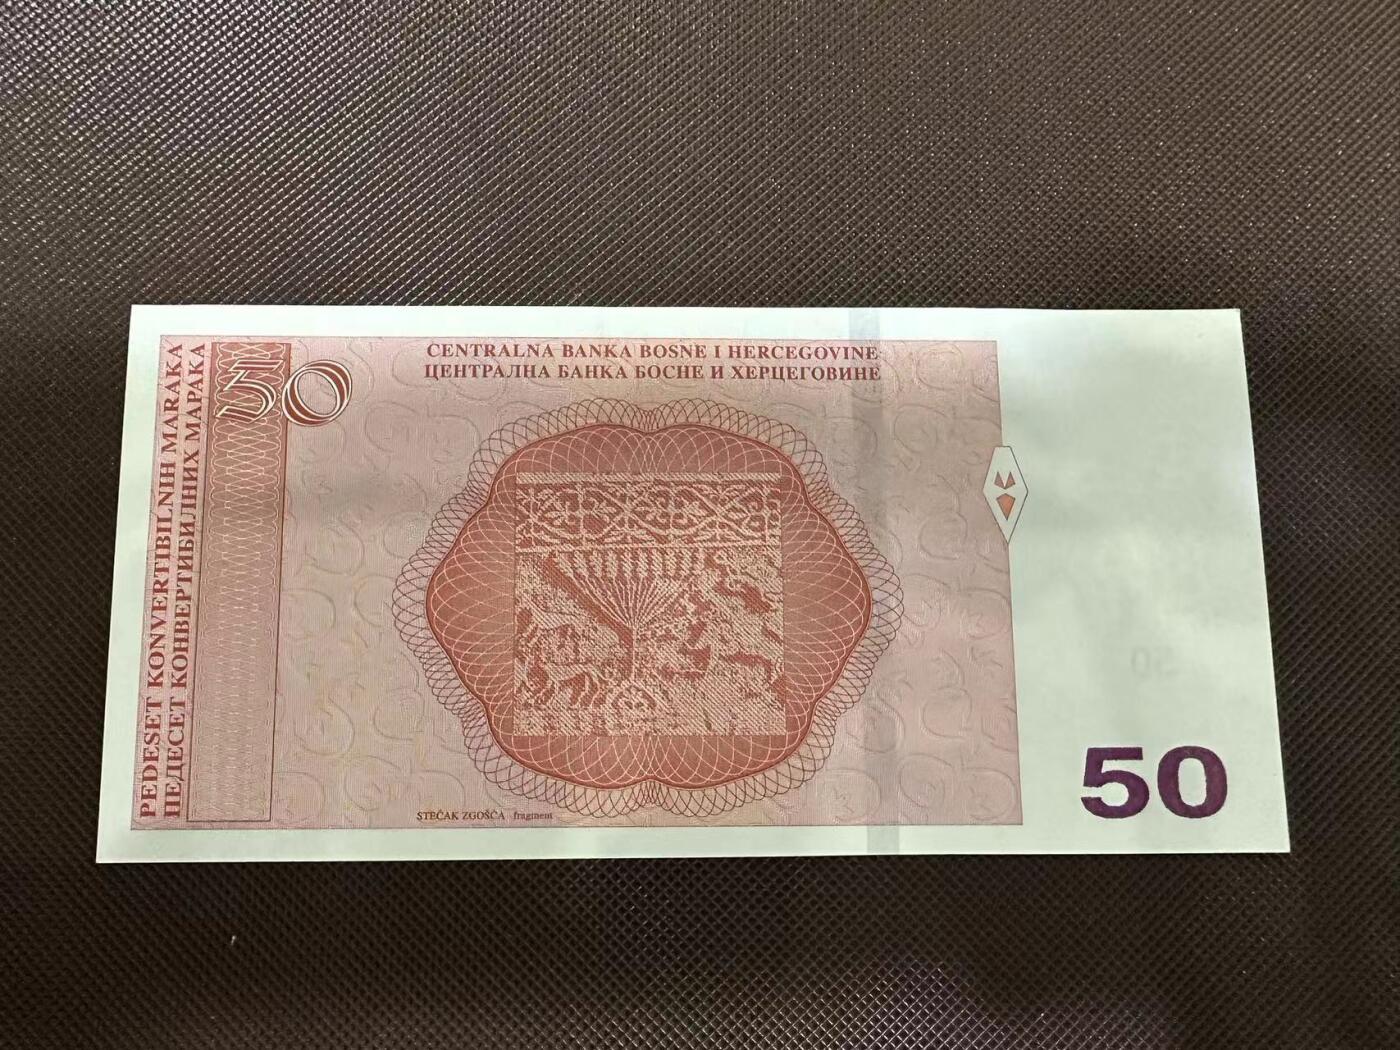 CENTRALNA BANKA BOSNE I HERCEGOVINE
ЦЕНТРАЛНА БАНКА БОСНЕ И ХЕРЦЕГОВИНЕ
PEDESET KONVERTIBILNIH MARAKA
ПЕДЕСЕТ КОНВЕРТИБИЛНИХ МАРАКА
50
STEĆAK ZGOŠĆA fragment
50